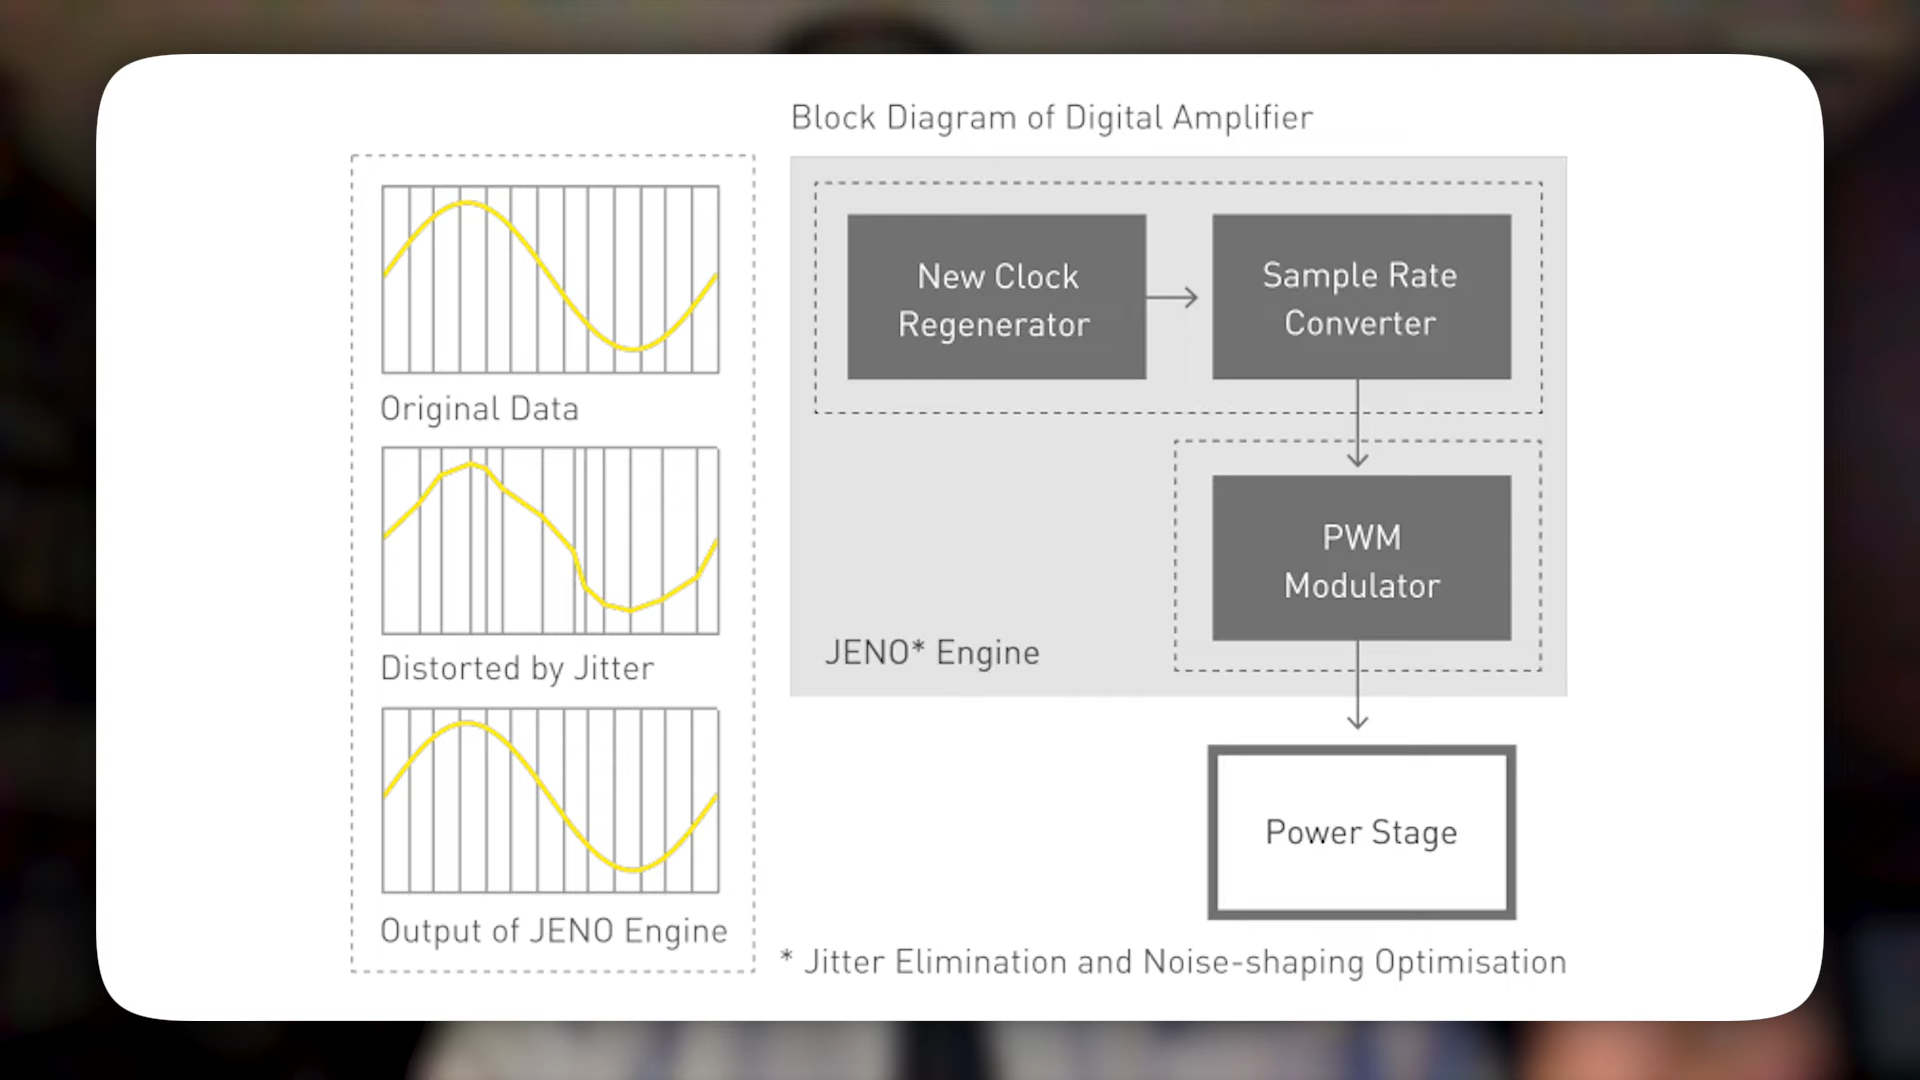 Block Diagram of Digital Amplifier
Original Data
Distorted by Jitter
Output of JENO Engine
New Clock
Regenerator
Sample Rate
Converter
PWM
Modulator
JENO* Engine
Power Stage
* Jitter Elimination and Noise-shaping Optimisation